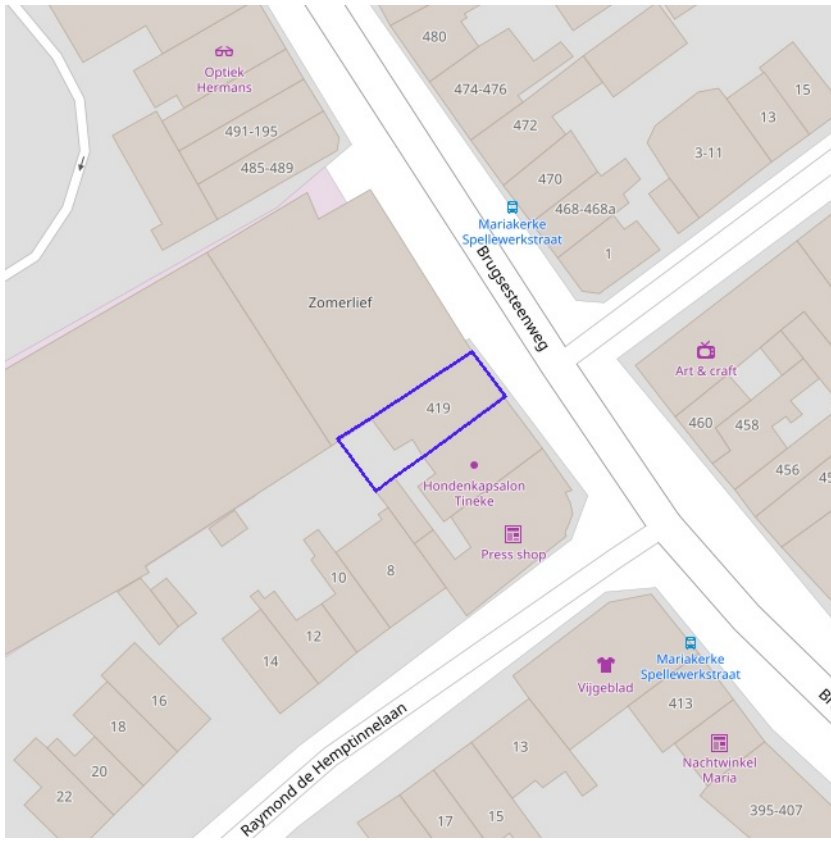 480
Optiek
Hermans
474-476
15
13
491-195
472
3-11
485-489
470
468-468a
Mariakerke
Spellewerkstraat
1
Brugsesteenweg
Zomerlief
Art & craft
419
460
458
456
45
Hondenkapsalon
Tineke
Press shop
10
8
12
14
Mariakerke
Spellewerkstraat
Vijgeblad
413
16
18
Raymond de Hemptinnelaan
13
Nachtwinkel
Maria
20
22
17
15
395-407